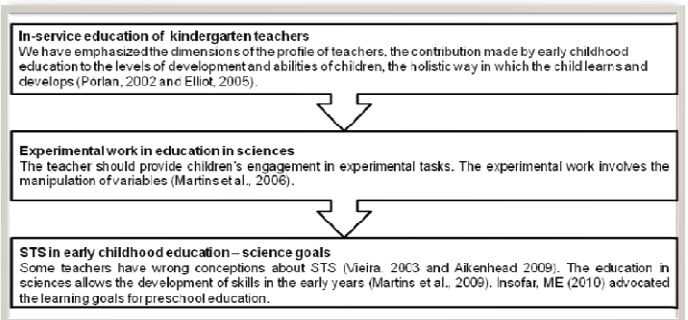 In-service education of kindergarten teachers
We have emphasized the dimensions of the profile of teachers, the contribution made by early childhood
education to the levels of development and abilities of children, the holistic way in which the child learns and
develops (Porlan, 2002 and Elliot, 2005).
Experimental work in education in sciences
The teacher should provide children's engagement in experimental tasks. The experimental work involves the
manipulation of variables (Martins et al., 2006).
STS in early childhood education – science goals
Some teachers have wrong conceptions about STS (Vieira, 2003 and Aikenhead 2009). The education in
sciences allows the development of skills in the early years (Martins et al., 2009). Insofar, ME (2010) advocated
the learning goals for preschool education.